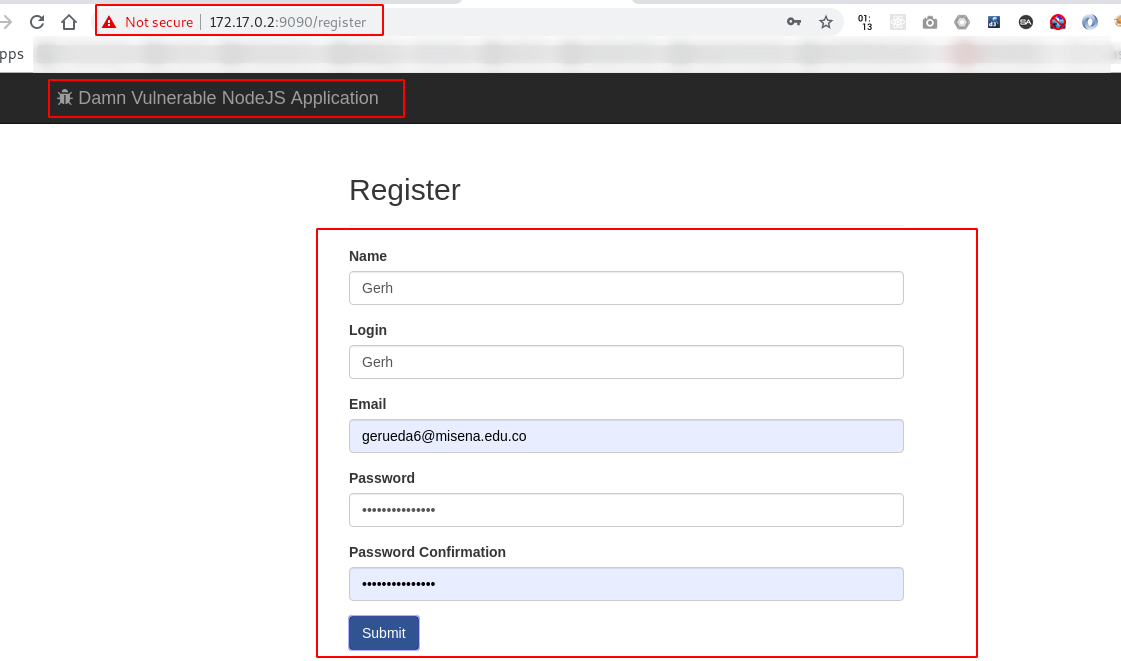 Not secure | 172.17.0.2:9090/register
01:
13
d3
SA
pps
Damn Vulnerable NodeJS Application
Register
Name
Gerh
Login
Gerh
Email
gerueda6@misena.edu.co
Password
•••••••••••••••
Password Confirmation
•••••••••••••••
Submit